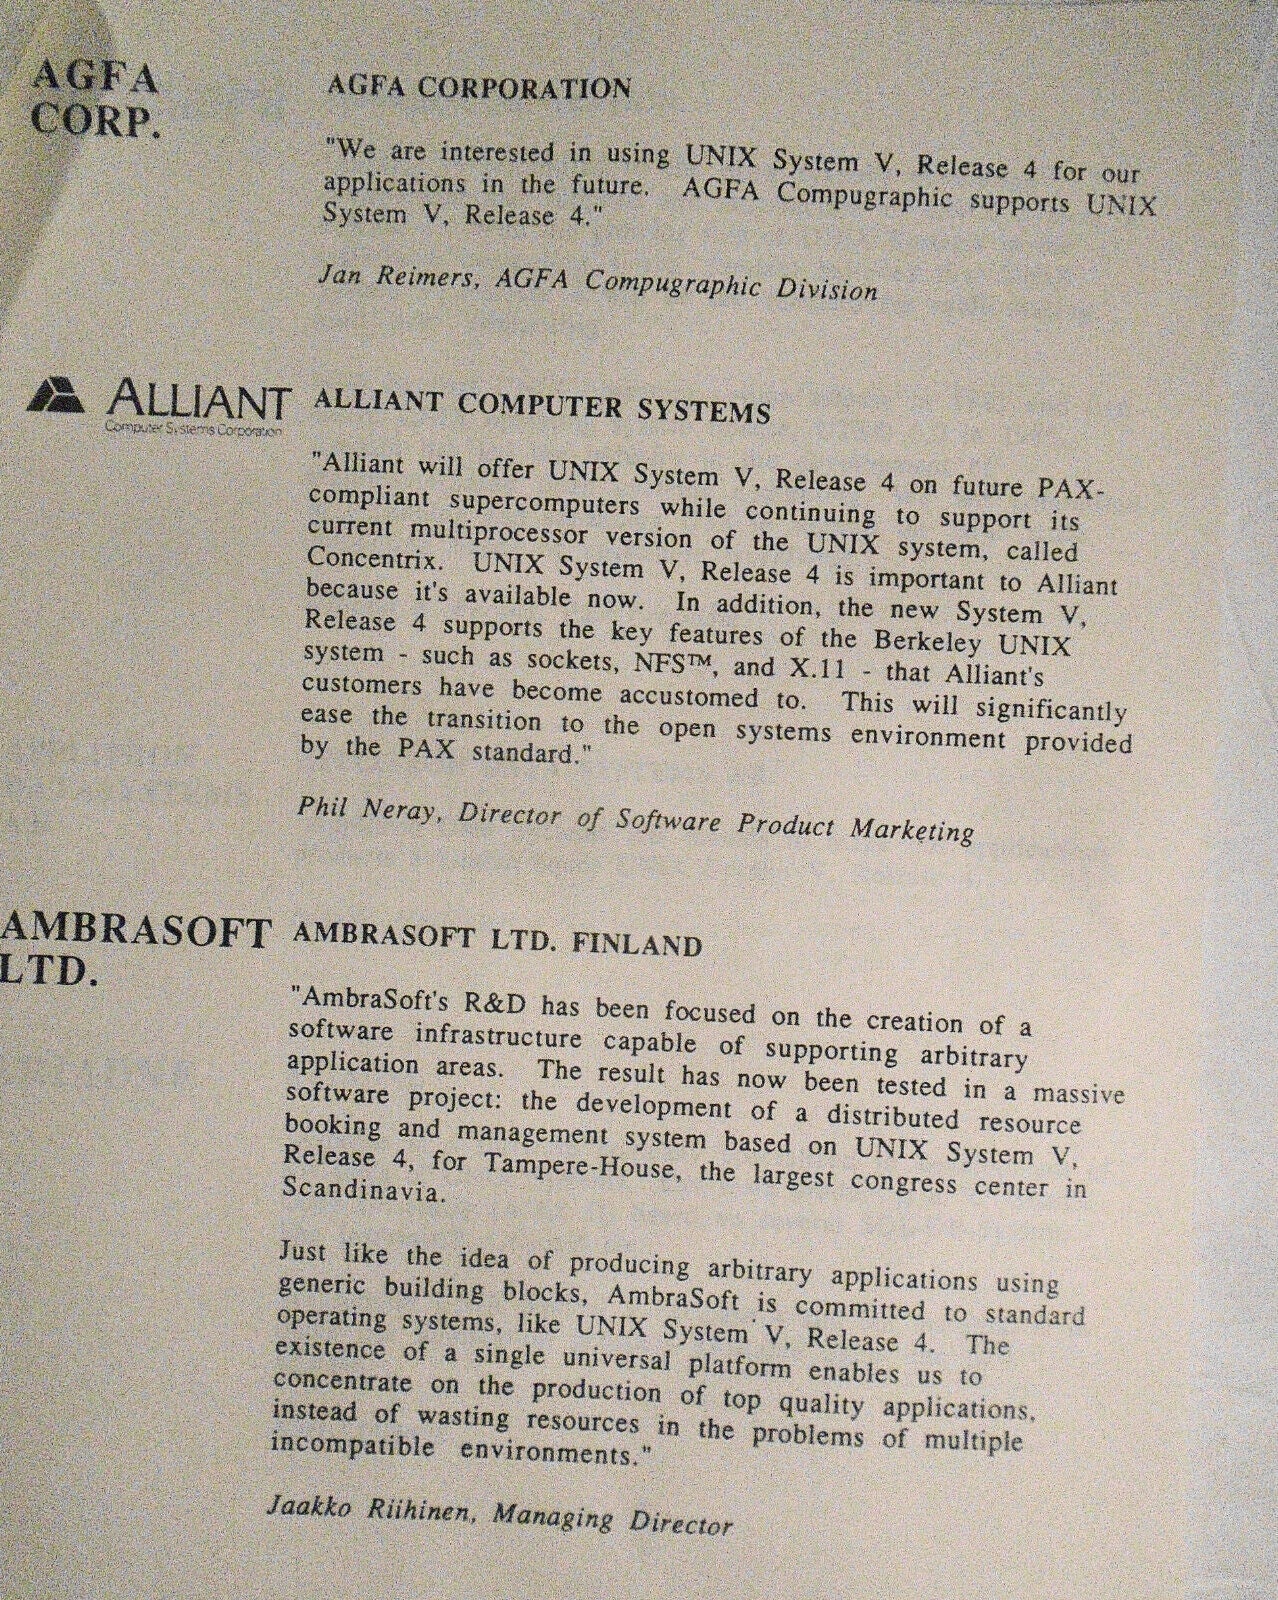 AGFA
CORP.
AGFA CORPORATION
"We are interested in using UNIX System V, Release 4 for our
applications in the future. AGFA Compugraphic supports UNIX
System V, Release 4."
Jan Reimers, AGFA Compugraphic Division
ALLIANT
Computer Systems Corporation
ALLIANT COMPUTER SYSTEMS
"Alliant will offer UNIX System V, Release 4 on future PAX-
compliant supercomputers while continuing to support its
current multiprocessor version of the UNIX system, called
Concentrix. UNIX System V, Release 4 is important to Alliant
because it's available now. In addition, the new System V,
Release 4 supports the key features of the Berkeley UNIX
system - such as sockets, NFS™, and X.11 - that Alliant's
customers have become accustomed to. This will significantly
ease the transition to the open systems environment provided
by the PAX standard."
Phil Neray, Director of Software Product Marketing
AMBRASOFT
LTD.
AMBRASOFT LTD. FINLAND
"AmbraSoft's R&D has been focused on the creation of a
software infrastructure capable of supporting arbitrary
application areas. The result has now been tested in a massive
software project: the development of a distributed resource
booking and management system based on UNIX System V,
Release 4, for Tampere-House, the largest congress center in
Scandinavia.
Just like the idea of producing arbitrary applications using
generic building blocks, AmbraSoft is committed to standard
operating systems, like UNIX System V, Release 4. The
existence of a single universal platform enables us to
concentrate on the production of top quality applications,
instead of wasting resources in the problems of multiple
incompatible environments."
Jaakko Riihinen, Managing Director